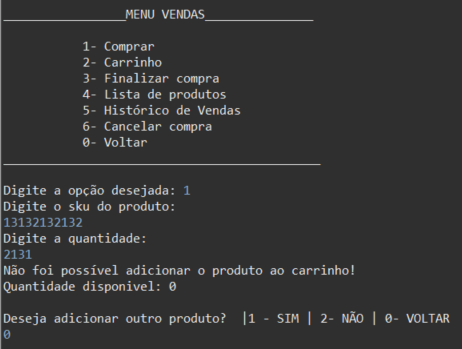 ________________MENU VENDAS______________
1- Comprar
2- Carrinho
3- Finalizar compra
4- Lista de produtos
5- Histórico de Vendas
6- Cancelar compra
0- Voltar
__________________________________________
Digite a opção desejada: 1
Digite o sku do produto:
13132132132
Digite a quantidade:
2131
Não foi possível adicionar o produto ao carrinho!
Quantidade disponivel: 0
Deseja adicionar outro produto?  |1 - SIM | 2- NÃO | 0- VOLTAR
0